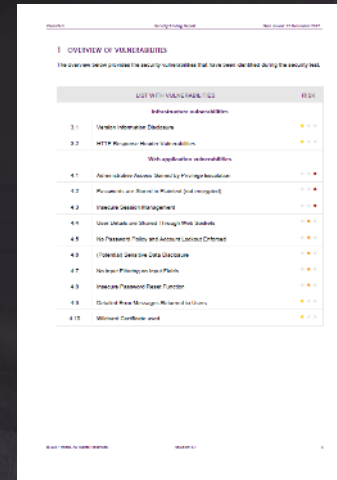 Security Testing Report
1 OVERVIEW OF VULNERABILITIES
The overview below provides the security vulnerabilities that have been identified during the security test.
LIST WITH VULNERABILITIES RISK
Infrastructure vulnerabilities
3.1 Version Information Disclosure
3.2 HTTP Response Header Vulnerabilities
Web application vulnerabilities
4.1 Administrative Access Gained by Privilege Escalation
4.2 Passwords are Stored in Plaintext (not encrypted)
4.3 Insecure Session Management
4.4 User Details are Shared Through Web Sockets
4.5 No Password Policy and Account Lockout Enforced
4.6 (Potential) Sensitive Data Disclosure
4.7 No Input Filtering on Input Fields
4.8 Insecure Password Reset Function
4.9 Detailed Error Messages Returned to Users
4.10 Wildcard Certificate used